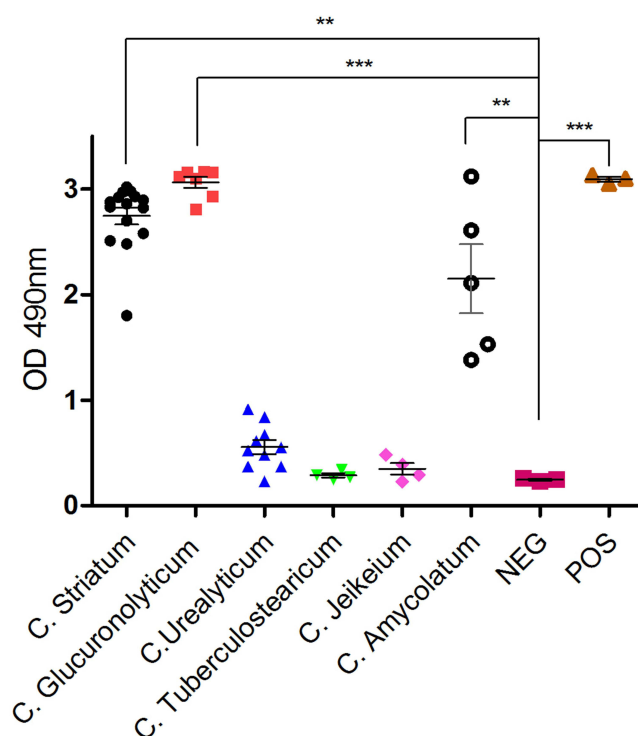 **
***
**
***
3
2
1
0
OD 490nm
C. Striatum
C. Glucuronolyticum
C.Urealyticum
C. Tuberculostearicum
C. Jeikeium
C. Amycolatum
NEG
POS